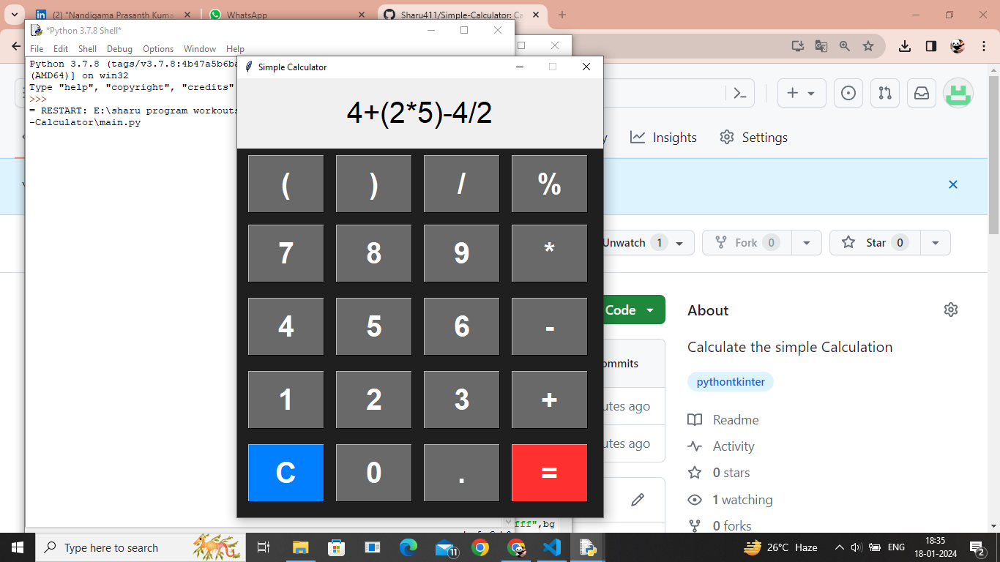 (2) "Nandigama Prasanth Kuma
WhatsApp
Sharu411/Simple-Calculator: Ca
*Python 3.7.8 Shell*
File Edit Shell Debug Options Window Help
Python 3.7.8 (tags/v3.7.8:4b47a5b6ba
(AMD64)] on win32
Type "help", "copyright", "credits"
>>>
= RESTART: E:\sharu program workouts
-Calculator\main.py
Simple Calculator
4+(2*5)-4/2
( ) / %
7 8 9 *
4 5 6 -
1 2 3 +
C 0 . =
Insights
Settings
Unwatch 1
Fork 0
Star 0
Code
About
Calculate the simple Calculation
pythontkinter
Readme
Activity
0 stars
1 watching
0 forks
ommits
utes ago
utes ago
fff",bg
Type here to search
11
26°C Haze
ENG
18:35
18-01-2024
2